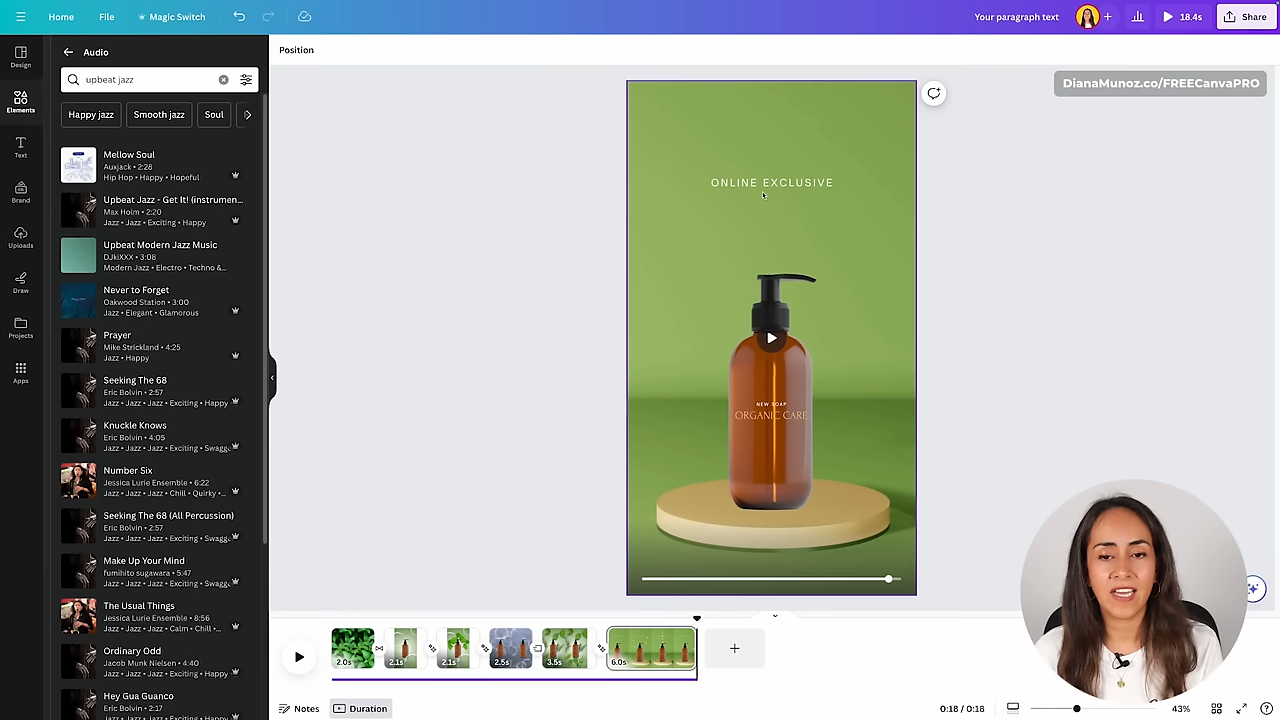 Home
File
Magic Switch
Your paragraph text
18.4s
Share
Design
Elements
Text
Brand
Uploads
Draw
Projects
Apps
Audio
upbeat jazz
Happy jazz
Smooth jazz
Soul
Mellow Soul
Auxjack • 2:28
Hip Hop • Happy • Hopeful
Upbeat Jazz - Get It! (instrumen...
Max Holm • 2:20
Jazz • Jazz • Exciting • Happy
Upbeat Modern Jazz Music
DJkiXXX • 3:08
Modern Jazz • Electro • Techno &...
Never to Forget
Oakwood Station • 3:00
Jazz • Elegant • Glamorous
Prayer
Mike Strickland • 4:25
Jazz • Happy
Seeking The 68
Eric Bolvin • 2:57
Jazz • Jazz • Jazz • Exciting • Happy
Knuckle Knows
Eric Bolvin • 4:05
Jazz • Jazz • Jazz • Exciting • Swagg
Number Six
Jessica Lurie Ensemble • 6:22
Jazz • Jazz • Jazz • Chill • Quirky •...
Seeking The 68 (All Percussion)
Eric Bolvin • 2:57
Jazz • Jazz • Jazz • Exciting • Swagg
Make Up Your Mind
fumihito sugawara • 5:47
Jazz • Jazz • Jazz • Exciting • Swagg
The Usual Things
Jessica Lurie Ensemble • 8:56
Jazz • Jazz • Jazz • Calm • Chill •...
Ordinary Odd
Jacob Munk Nielsen • 4:40
Jazz • Jazz • Jazz • Exciting • Happy
Hey Gua Guanco
Eric Bolvin • 2:17
Position
DianaMunoz.co/FREECanvaPRO
ONLINE EXCLUSIVE
NEW SOAP
ORGANIC CARE
2.0s
2.1s
2.1s
2.5s
3.5s
6.0s
Notes
Duration
0:18 / 0:18
43%